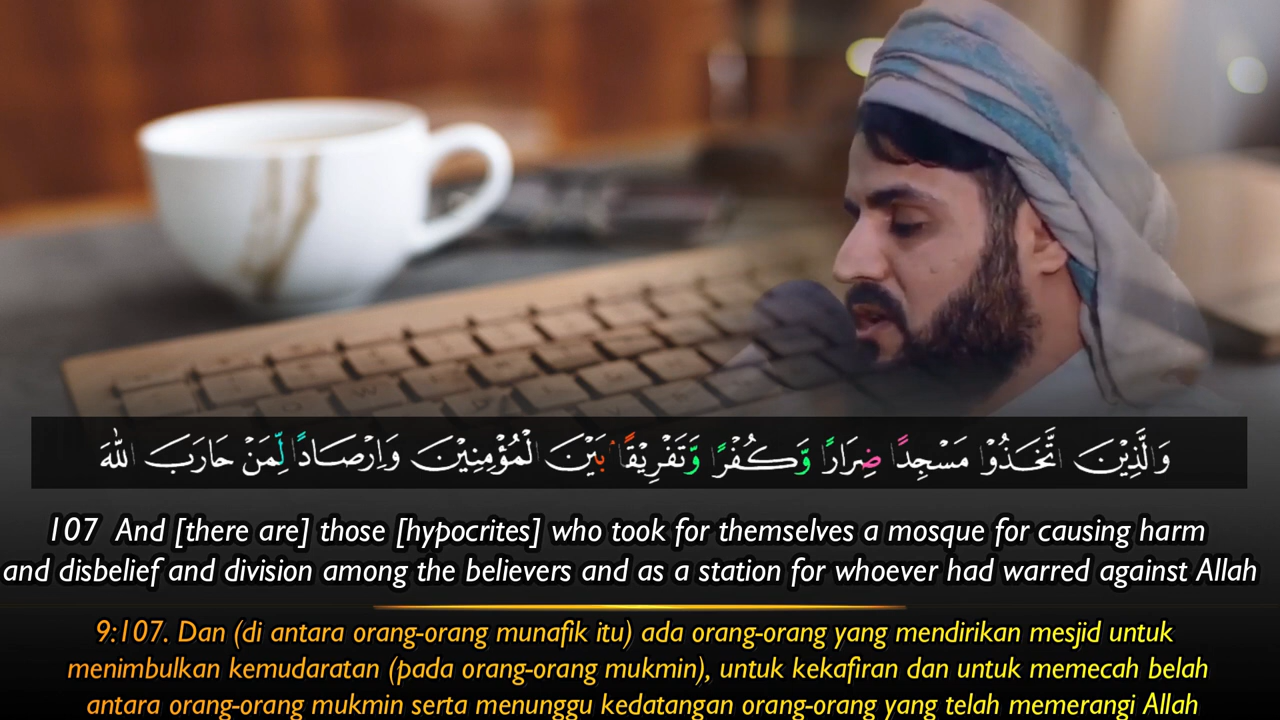 وَالَّذِيْنَ اتَّخَذُوْا مَسْجِدًا ضِرَارًا وَّكُفْرًا وَّتَفْرِيْقًاۢ بَيْنَ الْمُؤْمِنِيْنَ وَاِرْصَادًا لِّمَنْ حَارَبَ اللّٰهَ
107 And [there are] those [hypocrites] who took for themselves a mosque for causing harm
and disbelief and division among the believers and as a station for whoever had warred against Allah
9:107. Dan (di antara orang-orang munafik itu) ada orang-orang yang mendirikan mesjid untuk
menimbulkan kemudaratan (pada orang-orang mukmin), untuk kekafiran dan untuk memecah belah
antara orang-orang mukmin serta menunggu kedatangan orang-orang yang telah memerangi Allah